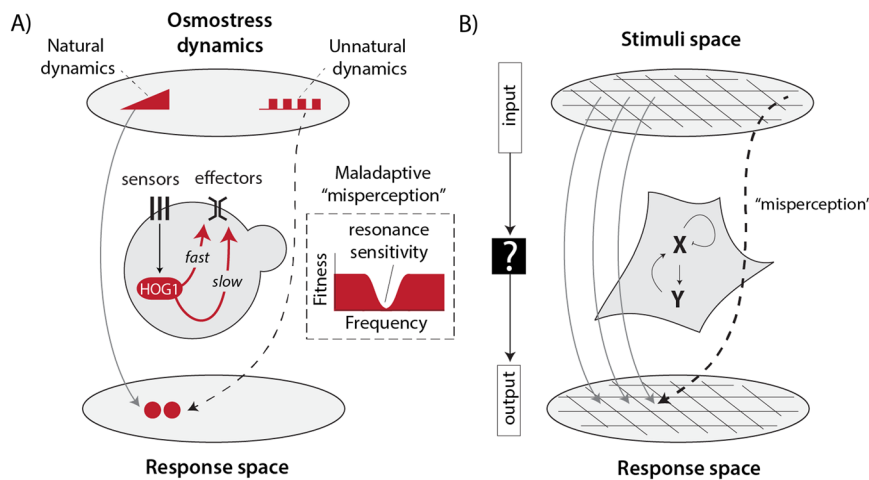 A)
Osmostress
dynamics
Natural
dynamics
Unnatural
dynamics
sensors
effectors
fast
slow
HOG1
Maladaptive
"misperception"
resonance
sensitivity
Fitness
Frequency
Response space
B)
Stimuli space
input
?
output
"misperception'
X
Y
Response space